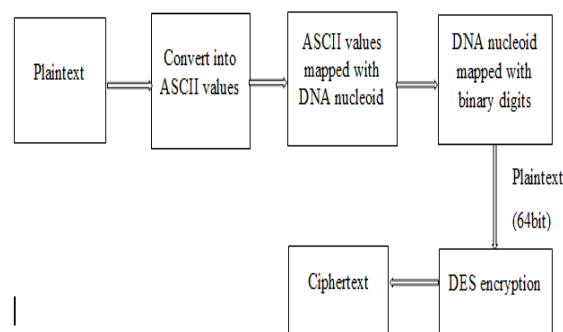 Plaintext
Convert into
ASCII values
ASCII values
mapped with
DNA nucleoid
DNA nucleoid
mapped with
binary digits
Plaintext
(64bit)
DES encryption
Ciphertext